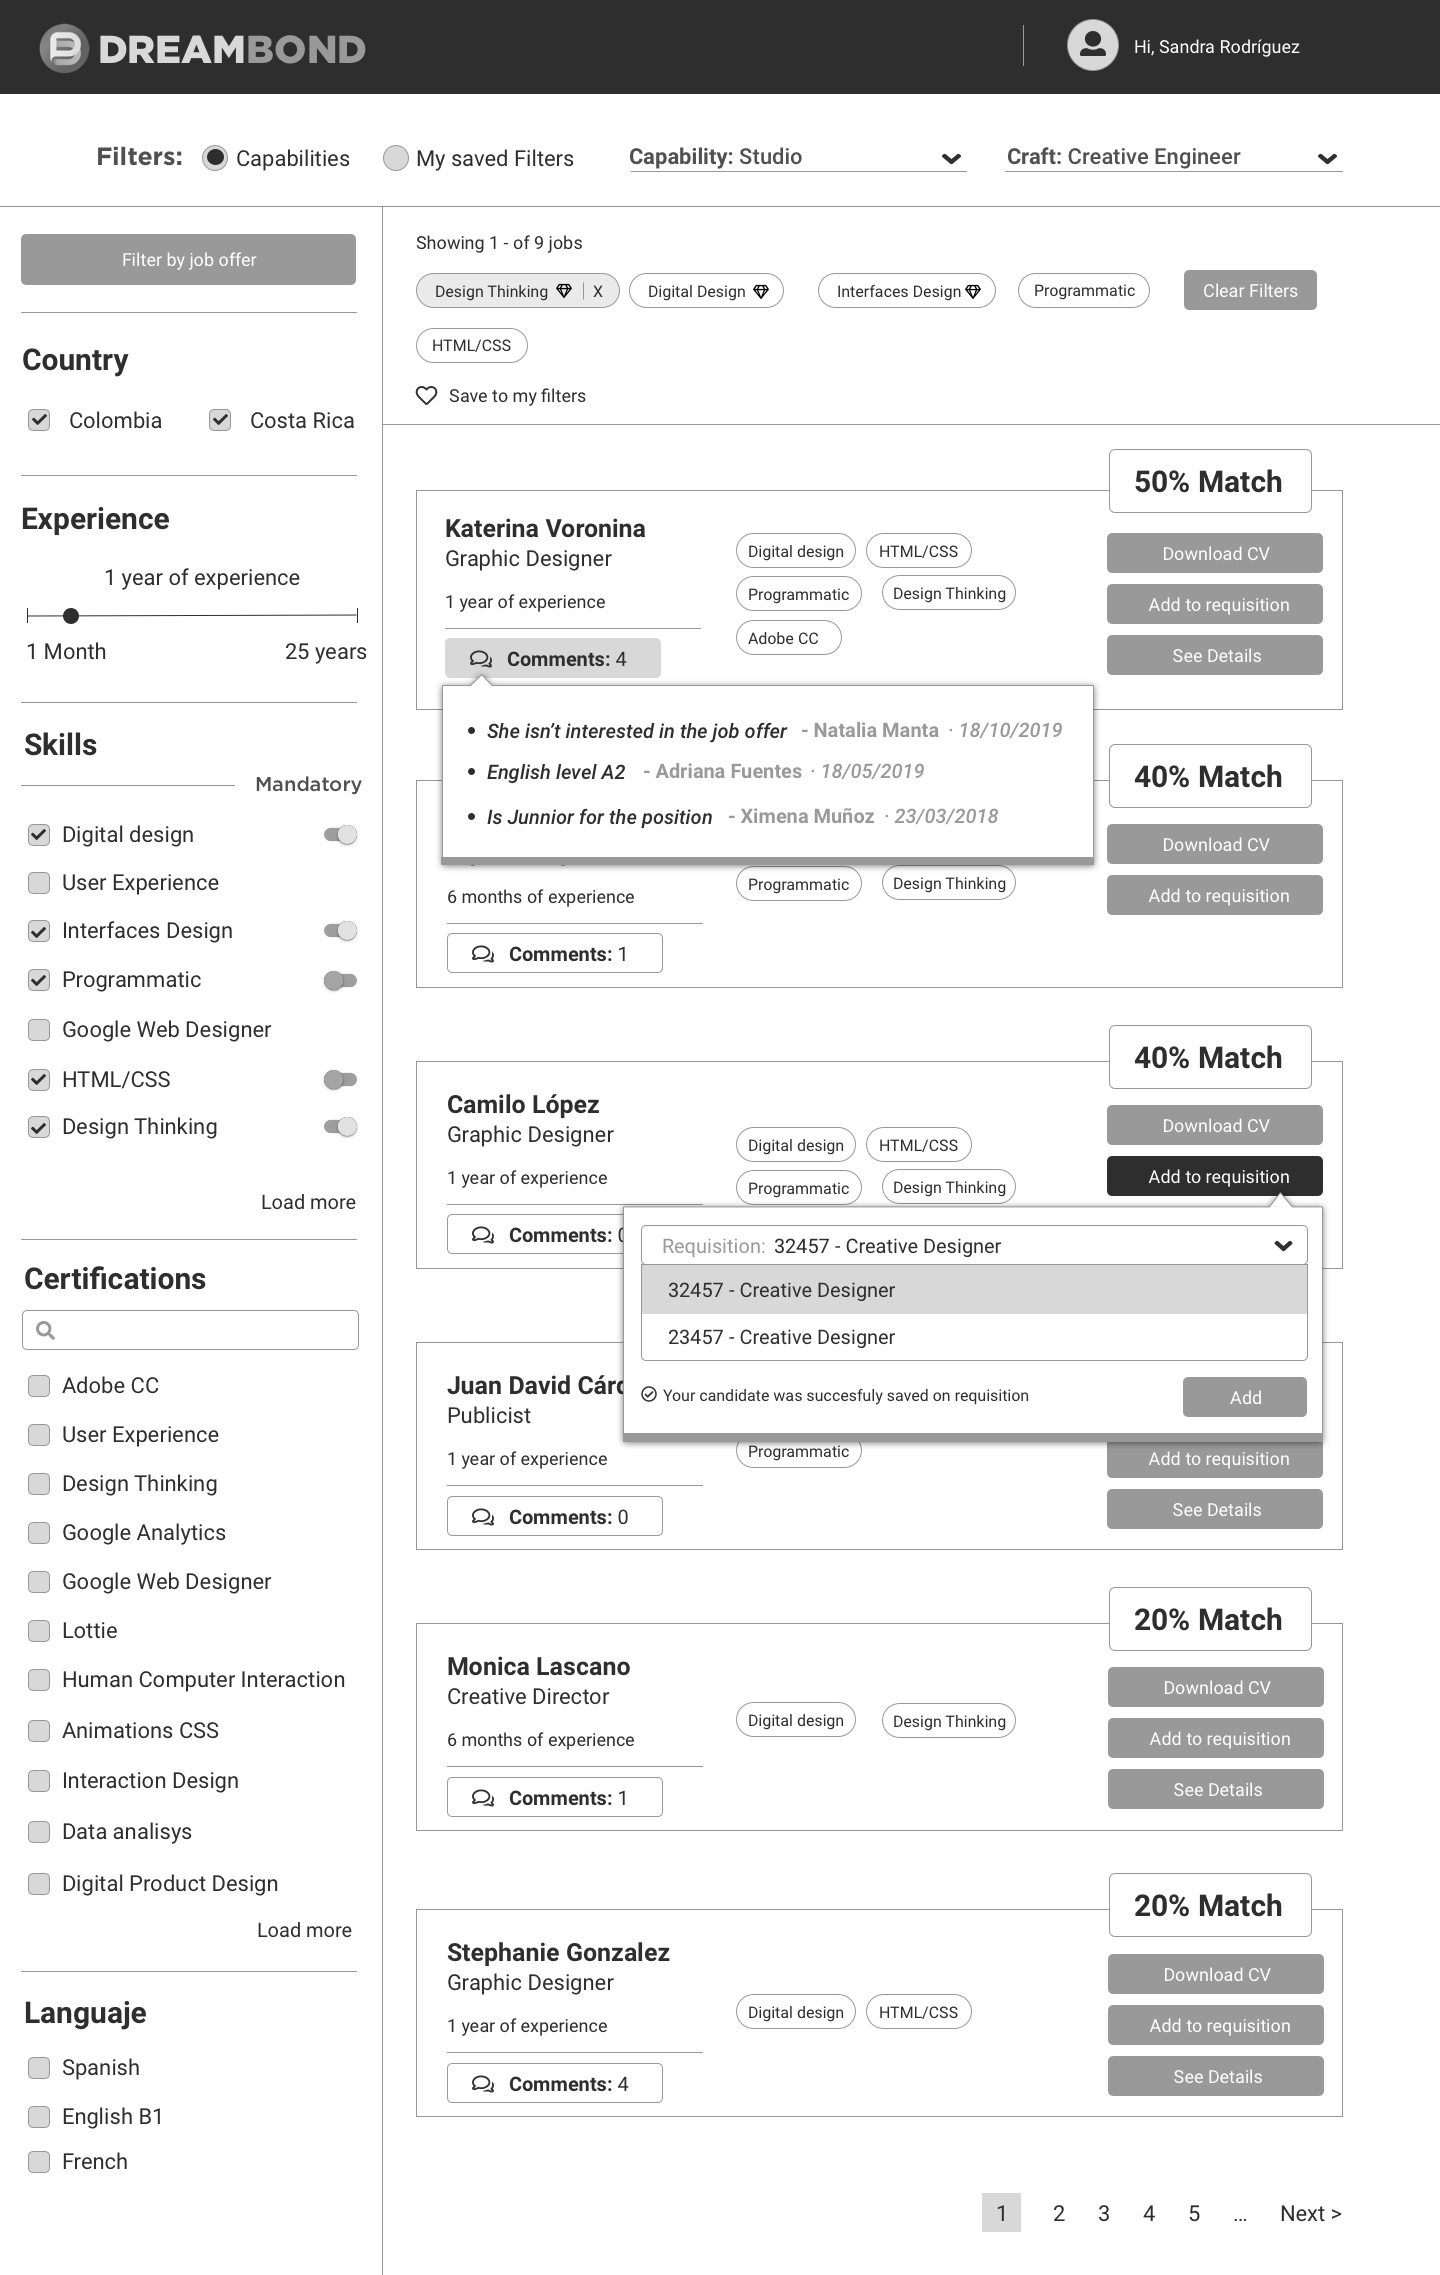 DREAMBOND
Hi, Sandra Rodríguez
Filters: Capabilities My saved Filters Capability: Studio Craft: Creative Engineer
Filter by job offer
Country
Colombia Costa Rica
Experience
1 year of experience
1 Month 25 years
Skills
Mandatory
Digital design
User Experience
Interfaces Design
Programmatic
Google Web Designer
HTML/CSS
Design Thinking
Load more
Certifications
Adobe CC
User Experience
Design Thinking
Google Analytics
Google Web Designer
Lottie
Human Computer Interaction
Animations CSS
Interaction Design
Data analisys
Digital Product Design
Load more
Languaje
Spanish
English B1
French
Showing 1 - of 9 jobs
Design Thinking X Digital Design Interfaces Design Programmatic Clear Filters
HTML/CSS
Save to my filters
50% Match
Katerina Voronina
Graphic Designer
1 year of experience
Comments: 4
Digital design HTML/CSS
Programmatic Design Thinking
Adobe CC
Download CV
Add to requisition
See Details
• She isn't interested in the job offer - Natalia Manta · 18/10/2019
• English level A2 - Adriana Fuentes · 18/05/2019
• Is Junnior for the position - Ximena Muñoz · 23/03/2018
40% Match
6 months of experience
Comments: 1
Programmatic Design Thinking
Download CV
Add to requisition
40% Match
Camilo López
Graphic Designer
1 year of experience
Comments:
Digital design HTML/CSS
Programmatic Design Thinking
Download CV
Add to requisition
Requisition: 32457 - Creative Designer
32457 - Creative Designer
23457 - Creative Designer
Your candidate was succesfuly saved on requisition
Add
Juan David
Publicist
1 year of experience
Comments: 0
Programmatic
Add to requisition
See Details
20% Match
Monica Lascano
Creative Director
6 months of experience
Comments: 1
Digital design Design Thinking
Download CV
Add to requisition
See Details
20% Match
Stephanie Gonzalez
Graphic Designer
1 year of experience
Comments: 4
Digital design HTML/CSS
Download CV
Add to requisition
See Details
1 2 3 4 5 ... Next >